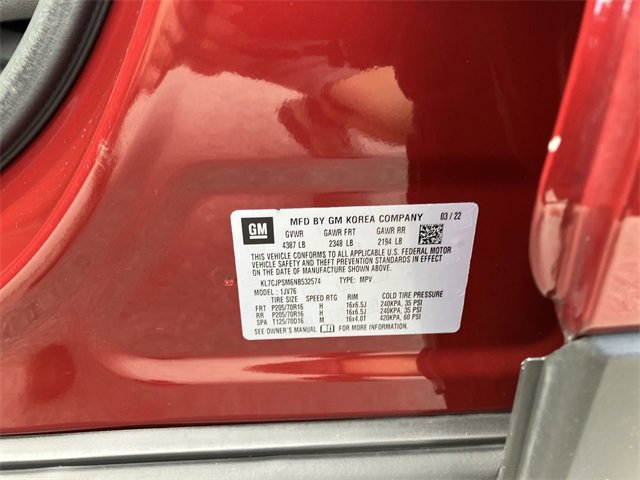 GM
MFD BY GM KOREA COMPANY 03/22
GVWR GAWR FRT GAWR RR
4387 LB 2348 LB 2194 LB
THIS VEHICLE CONFORMS TO ALL APPLICABLE U.S. FEDERAL MOTOR
VEHICLE SAFETY AND THEFT PREVENTION STANDARDS IN EFFECT ON
THE DATE OF MANUFACTURE SHOWN ABOVE.
KL7CJPSM6NB532574 TYPE: MPV
MODEL: 1JV76
TIRE SIZE SPEED RTG RIM COLD TIRE PRESSURE
FRT P205/70R16 H 16x6.5J 240KPA, 35 PSI
RR P205/70R16 H 16x6.5J 240KPA, 35 PSI
SPA T125/70D16 M 16x4.0T 420KPA, 60 PSI
SEE OWNER'S MANUAL FOR MORE INFORMATION.